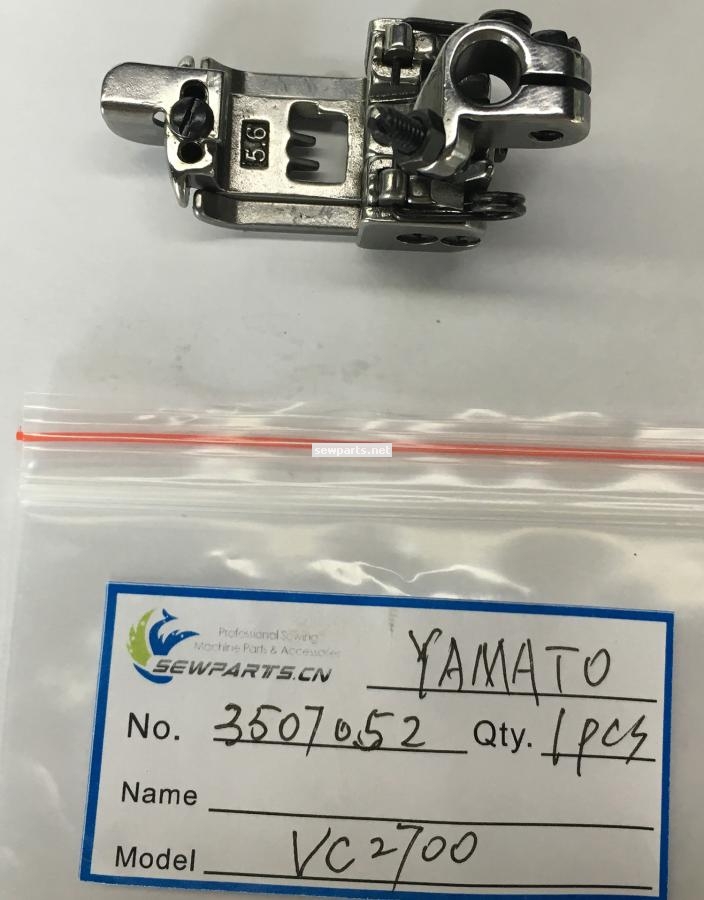 5.6
sewparts.net
Professional Sewing
Machine Parts & Accessories
SEWPARTS.CN
YAMATO
No. 3507052 Qty. 1pcs
Name
Model VC2700